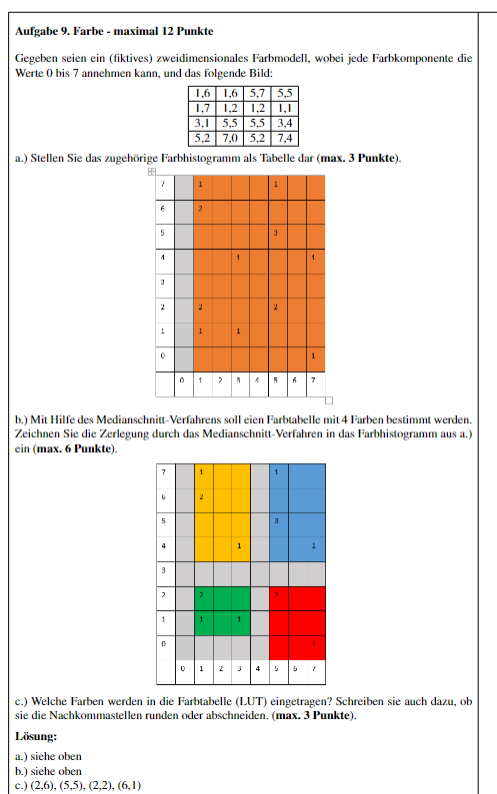 Aufgabe 9. Farbe - maximal 12 Punkte
Gegeben seien ein (fiktives) zweidimensionales Farbmodell, wobei jede Farbkomponente die
Werte 0 bis 7 annehmen kann, und das folgende Bild:
1,6 1,6 5,7 5,5
1,7 1,2 1,2 1,1
3,1 5,5 5,5 3,4
5,2 7,0 5,2 7,4
a.) Stellen Sie das zugehörige Farbhistogramm als Tabelle dar (max. 3 Punkte).
7 1 1
6 2
5 3
4 1 1
3
2 2 2
1 1 1
0 1
0 1 2 3 4 5 6 7
b.) Mit Hilfe des Medianschnitt-Verfahrens soll eien Farbtabelle mit 4 Farben bestimmt werden.
Zeichnen Sie die Zerlegung durch das Medianschnitt-Verfahren in das Farbhistogramm aus a.)
ein (max. 6 Punkte).
7 1 1
6 2
5 3
4 1 1
3
2 2 2
1 1 1
0 1
0 1 2 3 4 5 6 7
c.) Welche Farben werden in die Farbtabelle (LUT) eingetragen? Schreiben sie auch dazu, ob
sie die Nachkommastellen runden oder abschneiden. (max. 3 Punkte).
Lösung:
a.) siehe oben
b.) siehe oben
c.) (2,6), (5,5), (2,2), (6,1)